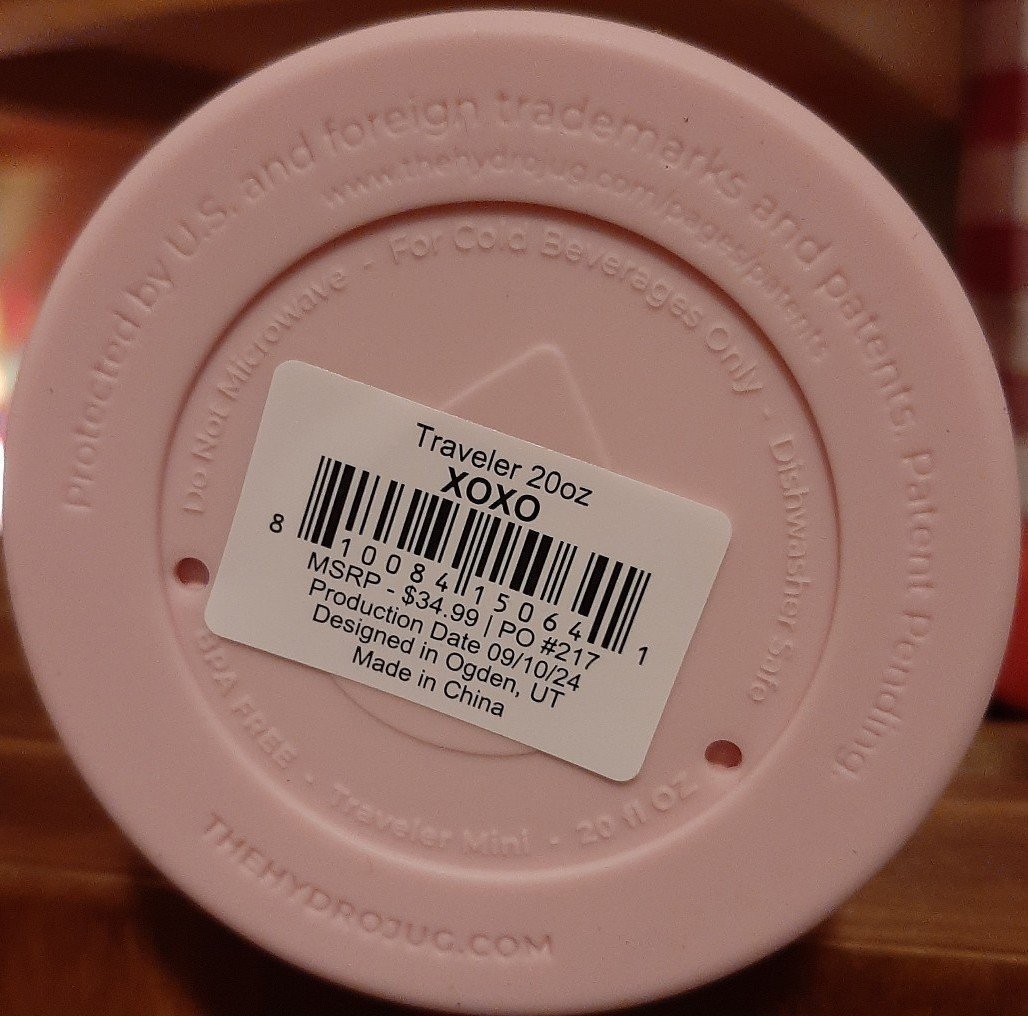 Protected by U.S. and foreign trademarks and patents. Patent Pending.
www.thehydrojug.com/pages/patents
Do Not Microwave - For Cold Beverages Only - Dishwasher Safe
Traveler 20oz
XOXO
8 10084 15064 1
MSRP - $34.99 | PO #217
Production Date 09/10/24
Designed in Ogden, UT
Made in China
BPA FREE - Traveler Mini - 20 fl oz
THEHYDROJUG.COM